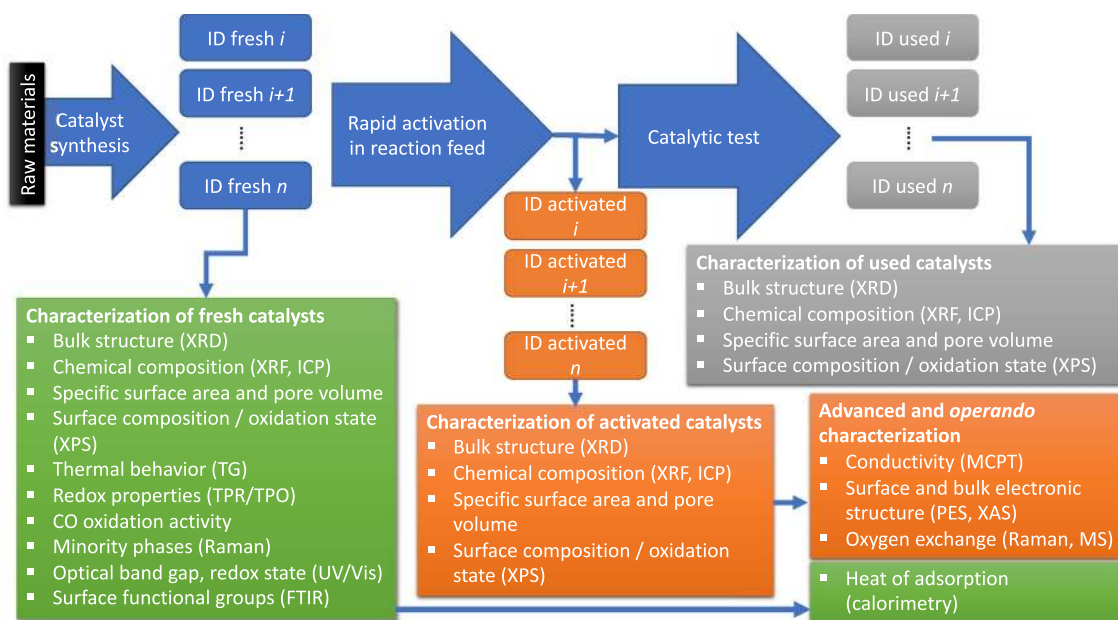 Raw materials
Catalyst
synthesis
ID fresh i
ID fresh i+1
ID fresh n
Rapid activation
in reaction feed
ID activated
i
ID activated
i+1
ID activated
n
Catalytic test
ID used i
ID used i+1
ID used n
Characterization of fresh catalysts
▪ Bulk structure (XRD)
▪ Chemical composition (XRF, ICP)
▪ Specific surface area and pore volume
▪ Surface composition / oxidation state
(XPS)
▪ Thermal behavior (TG)
▪ Redox properties (TPR/TPO)
▪ CO oxidation activity
▪ Minority phases (Raman)
▪ Optical band gap, redox state (UV/Vis)
▪ Surface functional groups (FTIR)
Characterization of activated catalysts
▪ Bulk structure (XRD)
▪ Chemical composition (XRF, ICP)
▪ Specific surface area and pore
volume
▪ Surface composition / oxidation
state (XPS)
Characterization of used catalysts
▪ Bulk structure (XRD)
▪ Chemical composition (XRF, ICP)
▪ Specific surface area and pore volume
▪ Surface composition / oxidation state (XPS)
Advanced and operando
characterization
▪ Conductivity (MCPT)
▪ Surface and bulk electronic
structure (PES, XAS)
▪ Oxygen exchange (Raman, MS)
▪ Heat of adsorption
(calorimetry)